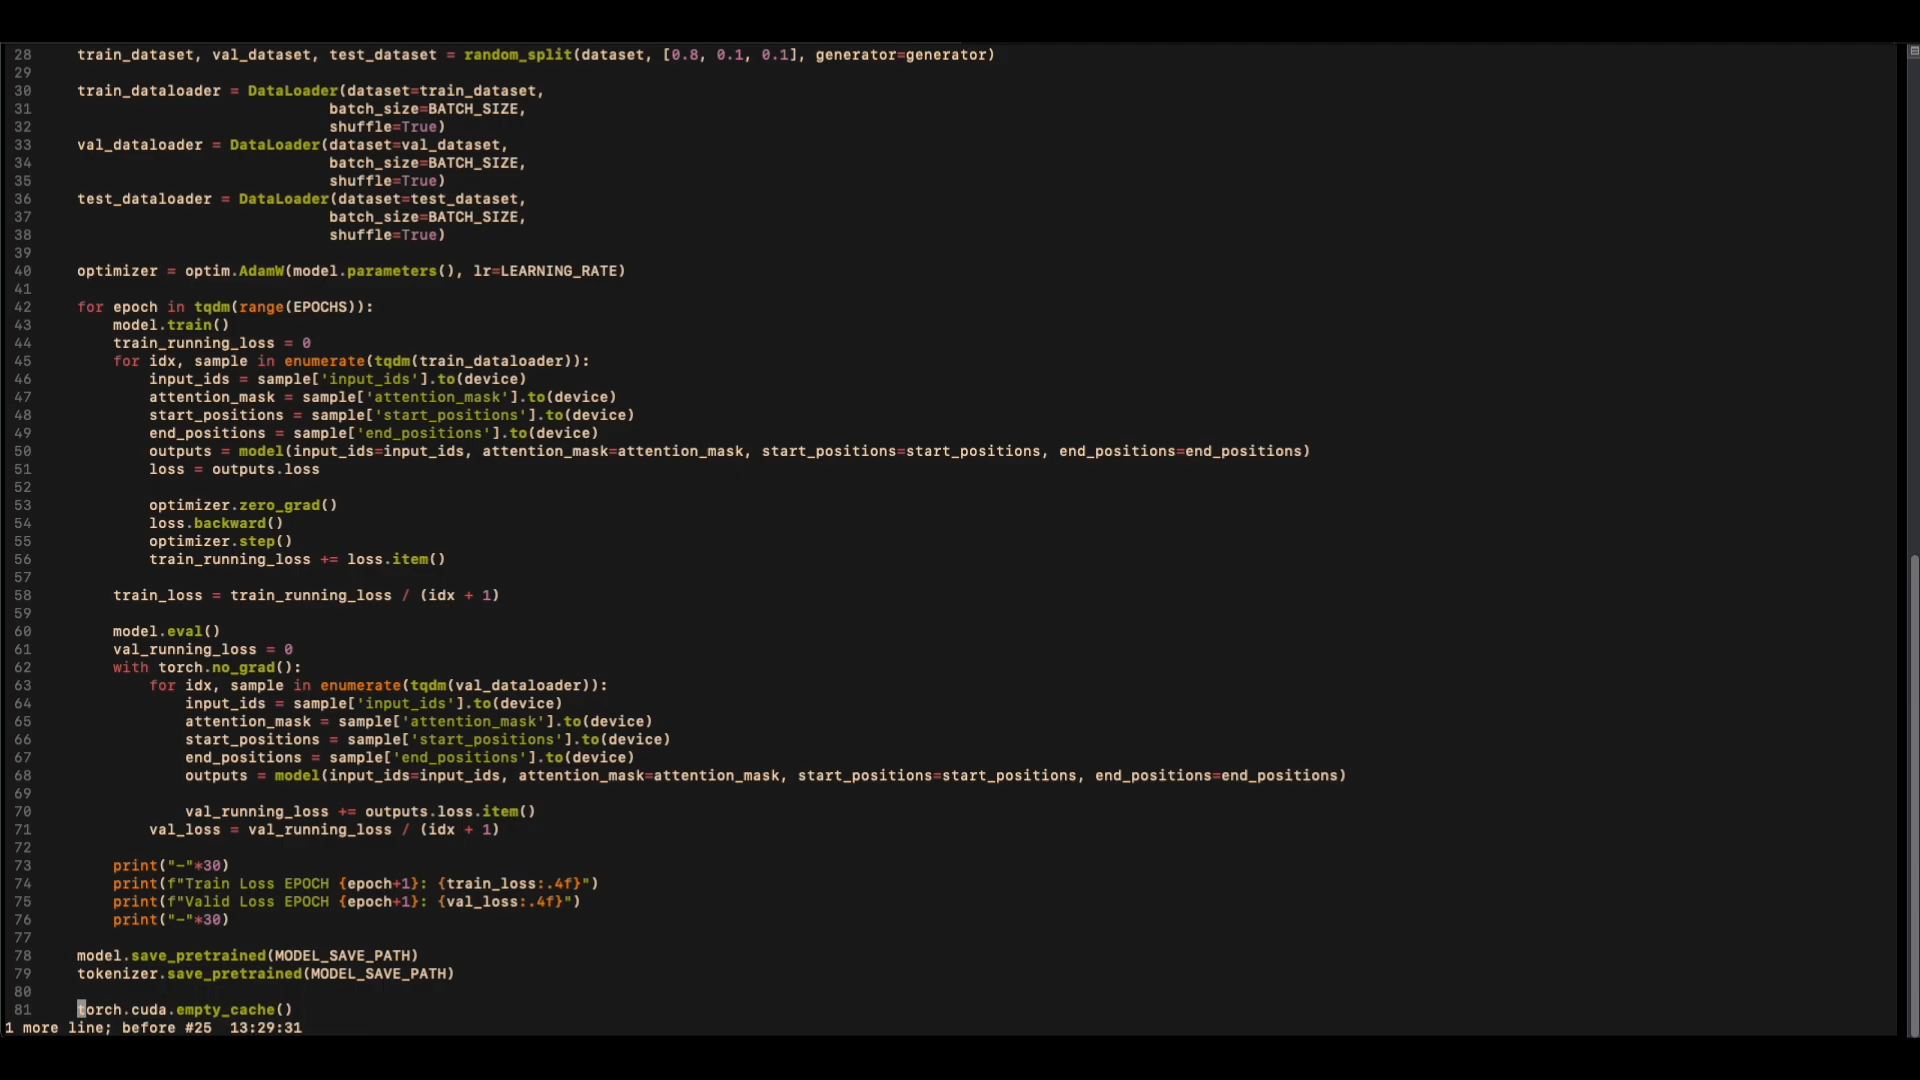 28     train_dataset, val_dataset, test_dataset = random_split(dataset, [0.8, 0.1, 0.1], generator=generator)
29
30     train_dataloader = DataLoader(dataset=train_dataset,
31                                 batch_size=BATCH_SIZE,
32                                 shuffle=True)
33     val_dataloader = DataLoader(dataset=val_dataset,
34                                 batch_size=BATCH_SIZE,
35                                 shuffle=True)
36     test_dataloader = DataLoader(dataset=test_dataset,
37                                 batch_size=BATCH_SIZE,
38                                 shuffle=True)
39
40     optimizer = optim.AdamW(model.parameters(), lr=LEARNING_RATE)
41
42     for epoch in tqdm(range(EPOCHS)):
43         model.train()
44         train_running_loss = 0
45         for idx, sample in enumerate(tqdm(train_dataloader)):
46             input_ids = sample['input_ids'].to(device)
47             attention_mask = sample['attention_mask'].to(device)
48             start_positions = sample['start_positions'].to(device)
49             end_positions = sample['end_positions'].to(device)
50             outputs = model(input_ids=input_ids, attention_mask=attention_mask, start_positions=start_positions, end_positions=end_positions)
51             loss = outputs.loss
52
53             optimizer.zero_grad()
54             loss.backward()
55             optimizer.step()
56             train_running_loss += loss.item()
57
58         train_loss = train_running_loss / (idx + 1)
59
60         model.eval()
61         val_running_loss = 0
62         with torch.no_grad():
63             for idx, sample in enumerate(tqdm(val_dataloader)):
64                 input_ids = sample['input_ids'].to(device)
65                 attention_mask = sample['attention_mask'].to(device)
66                 start_positions = sample['start_positions'].to(device)
67                 end_positions = sample['end_positions'].to(device)
68                 outputs = model(input_ids=input_ids, attention_mask=attention_mask, start_positions=start_positions, end_positions=end_positions)
69
70                 val_running_loss += outputs.loss.item()
71             val_loss = val_running_loss / (idx + 1)
72
73         print("-"*30)
74         print(f"Train Loss EPOCH {epoch+1}: {train_loss:.4f}")
75         print(f"Valid Loss EPOCH {epoch+1}: {val_loss:.4f}")
76         print("-"*30)
77
78     model.save_pretrained(MODEL_SAVE_PATH)
79     tokenizer.save_pretrained(MODEL_SAVE_PATH)
80
81     torch.cuda.empty_cache()
1 more line; before #25  13:29:31